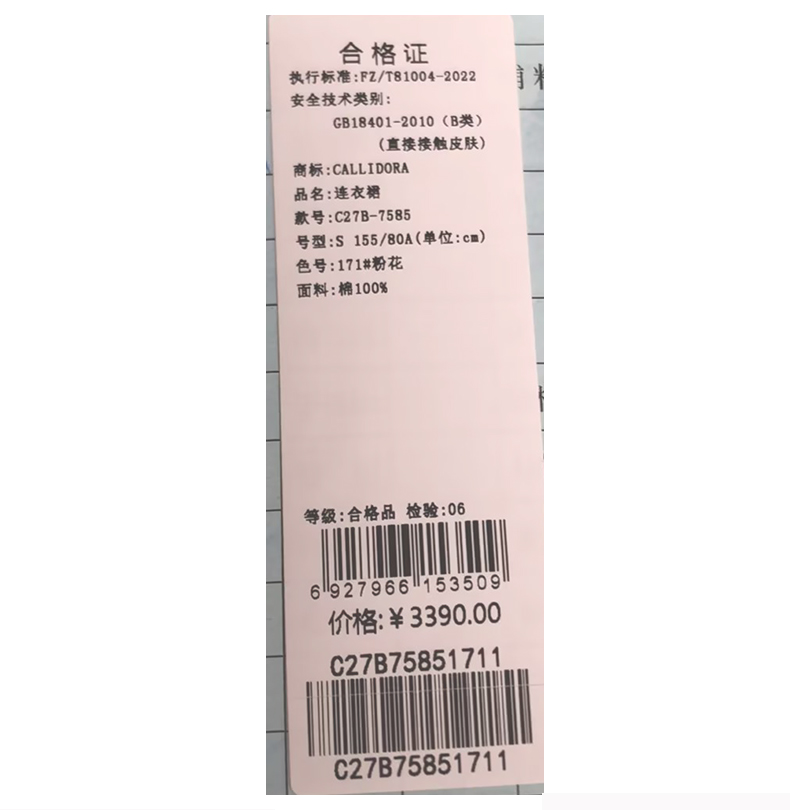 合格证
执行标准:FZ/T81004-2022
安全技术类别:
GB18401-2010（B类）
(直接接触皮肤)
商标:CALLIDORA
品名:连衣裙
款号:C27B-7585
号型:S 155/80A(单位:cm)
色号:171#粉花
面料:棉100%
等级:合格品 检验:06
6 927966 153509
价格:¥3390.00
C27B75851711
C27B75851711